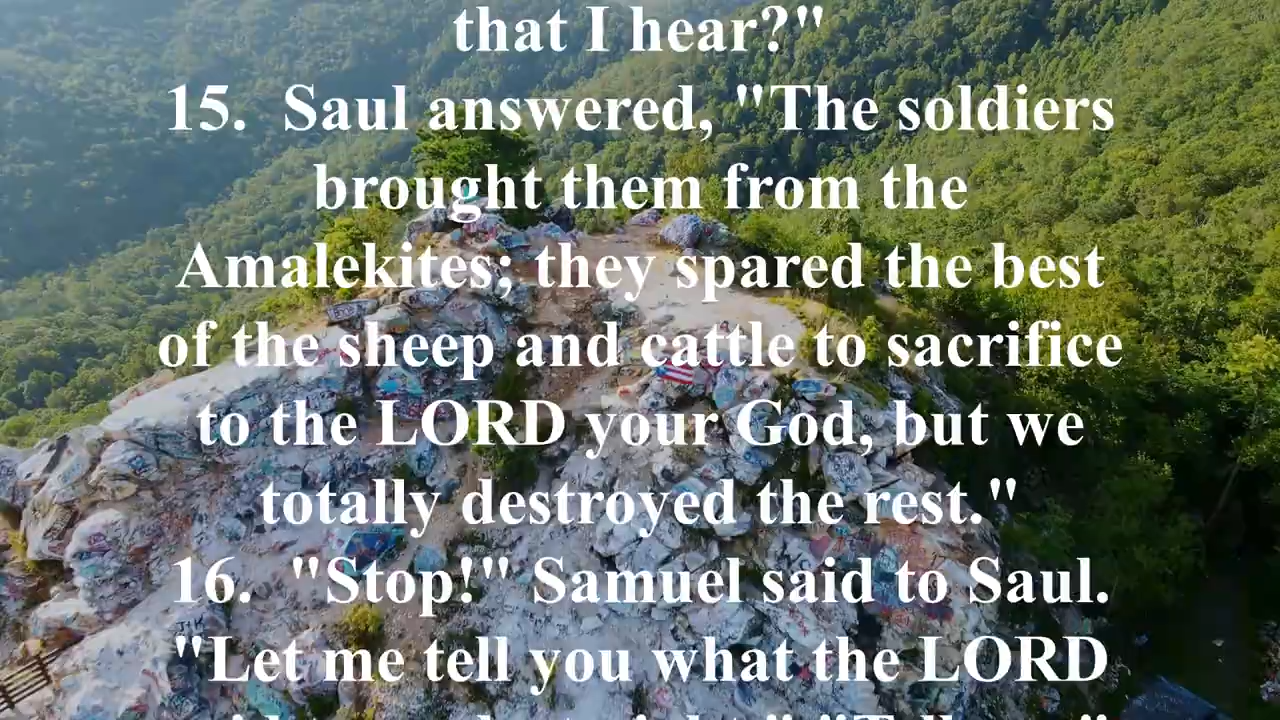 that I hear?"
15. Saul answered, "The soldiers
brought them from the
Amalekites; they spared the best
of the sheep and cattle to sacrifice
to the LORD your God, but we
totally destroyed the rest."
16. "Stop!" Samuel said to Saul.
"Let me tell you what the LORD